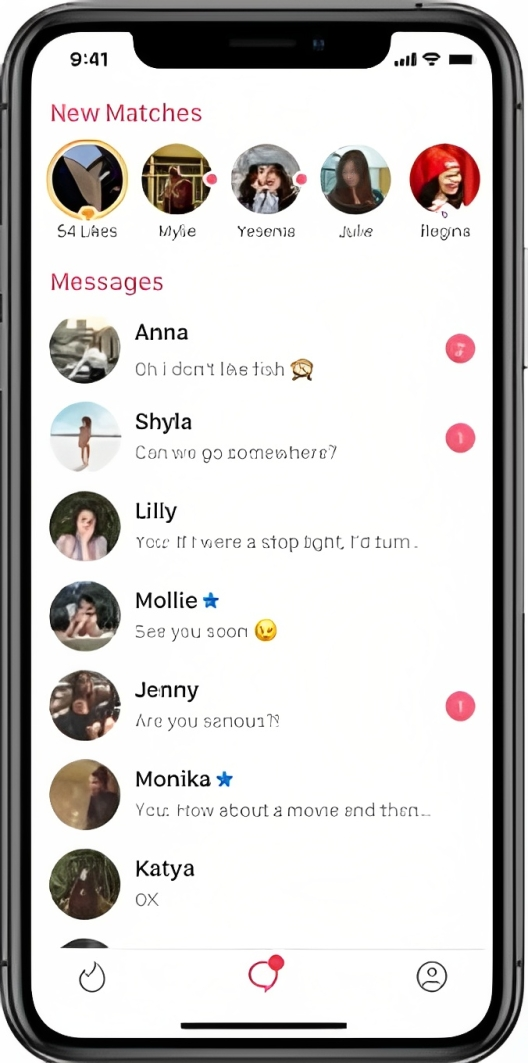 9:41
New Matches
54 Likes Mylie Yesenia Julie Regina
Messages
Anna
Oh I don't like fish 🙊
Shyla
Can we go somewhere?
Lilly
You: If I were a stop light, I'd turn
Mollie
See you soon 😉
Jenny
Are you serious?!
1
Monika
You: How about a movie and then...
Katya
OK